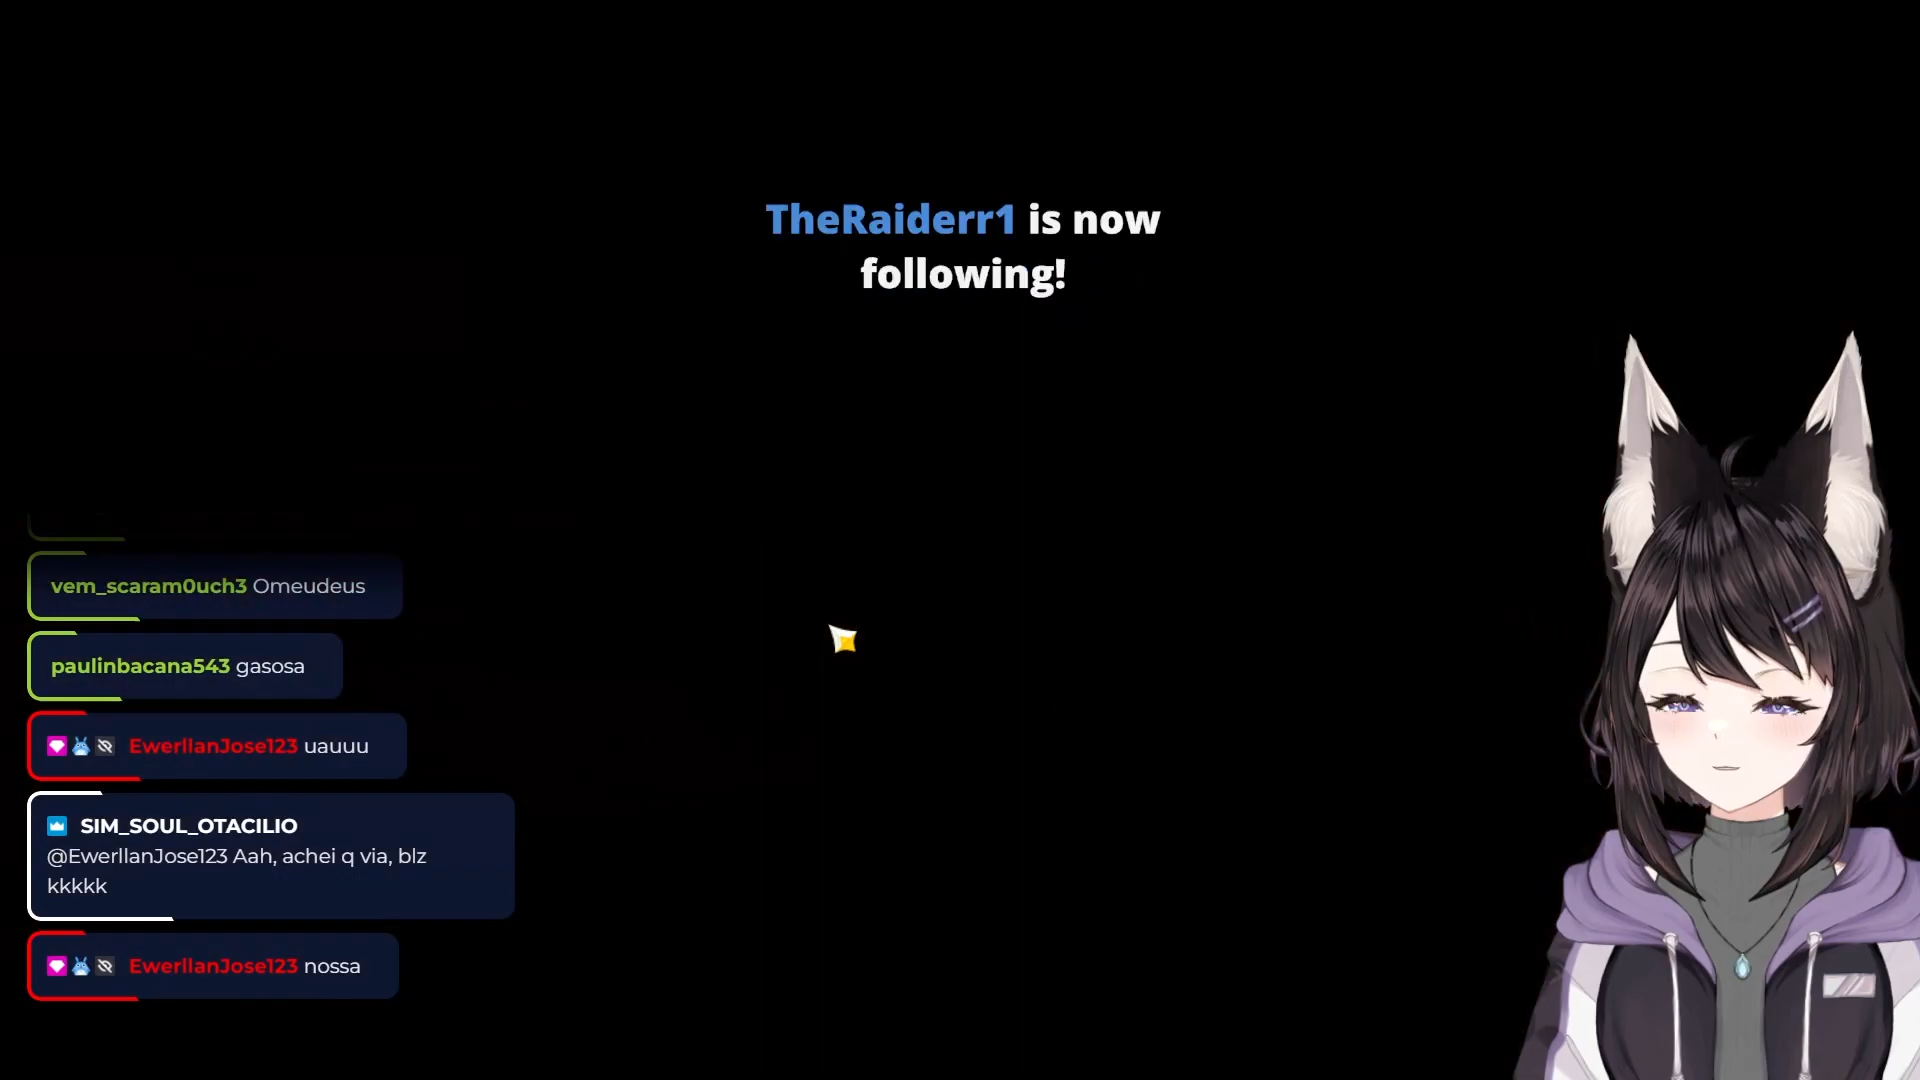 TheRaiderr1 is now
following!
vem_scaram0uch3 Omeudeus
paulinbacana543 gasosa
EwerllanJose123 uauuu
SIM_SOUL_OTACILIO
@EwerllanJose123 Aah, achei q via, blz
kkkkk
EwerllanJose123 nossa